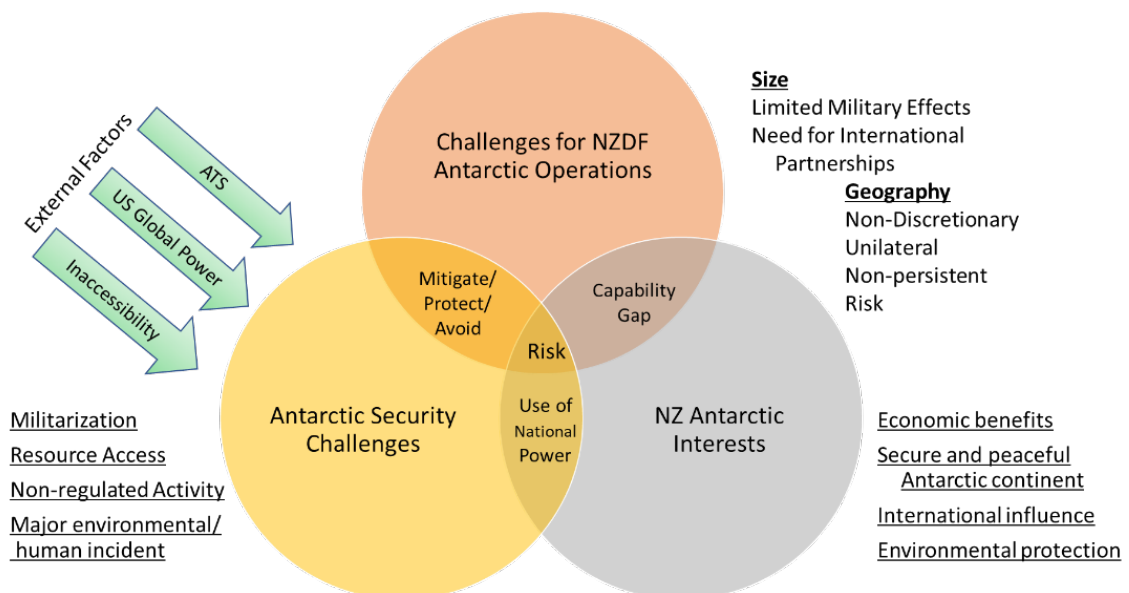 External Factors
ATS
US Global Power
Inaccessibility
Challenges for NZDF
Antarctic Operations
Size
Limited Military Effects
Need for International
Partnerships
Geography
Non-Discretionary
Unilateral
Non-persistent
Risk
Mitigate/
Protect/
Avoid
Capability
Gap
Risk
Antarctic Security
Challenges
Use of
National
Power
NZ Antarctic
Interests
Militarization
Resource Access
Non-regulated Activity
Major environmental/
human incident
Economic benefits
Secure and peaceful
Antarctic continent
International influence
Environmental protection